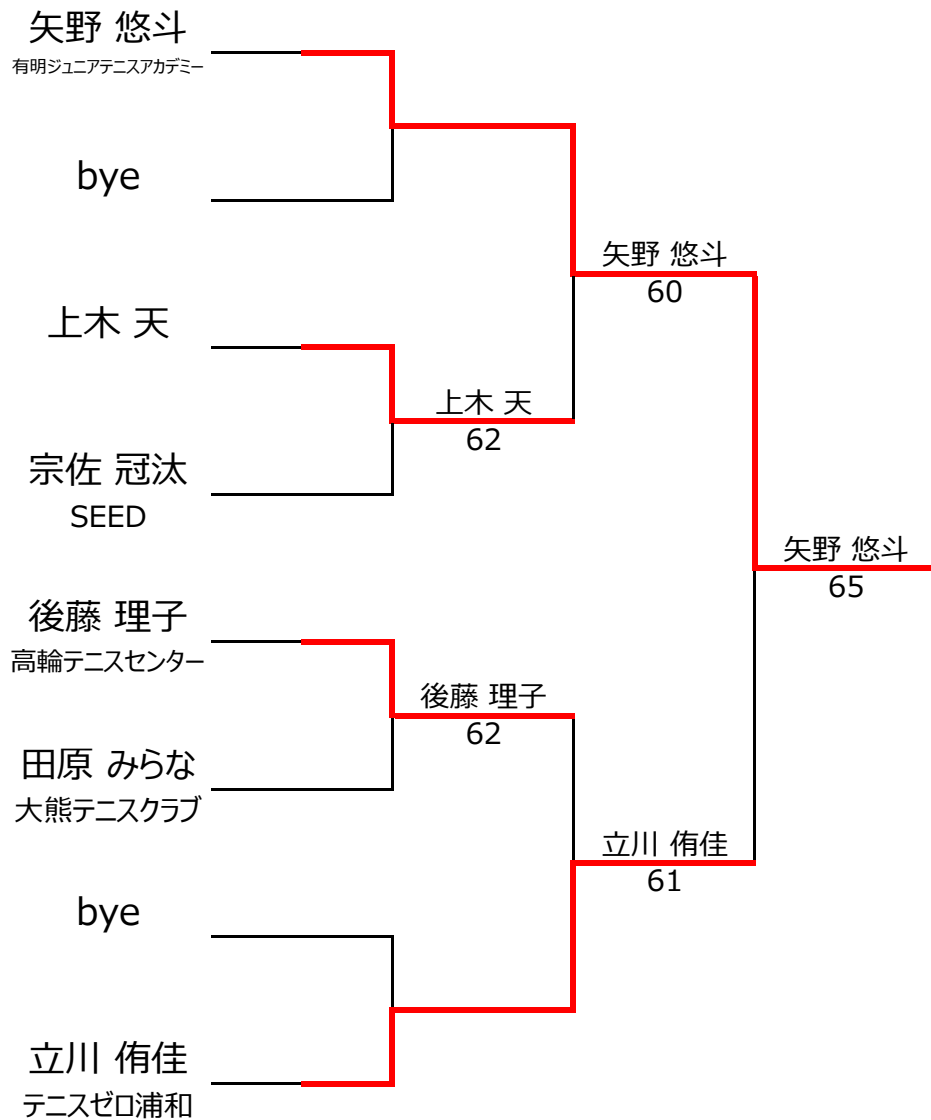 矢野 悠斗
有明ジュニアテニスアカデミー
bye
上木 天
宗佐 冠汰
SEED
後藤 理子
高輪テニスセンター
田原 みらな
大熊テニスクラブ
bye
立川 侑佳
テニスゼロ浦和
上木 天
62
後藤 理子
62
矢野 悠斗
60
立川 侑佳
61
矢野 悠斗
65